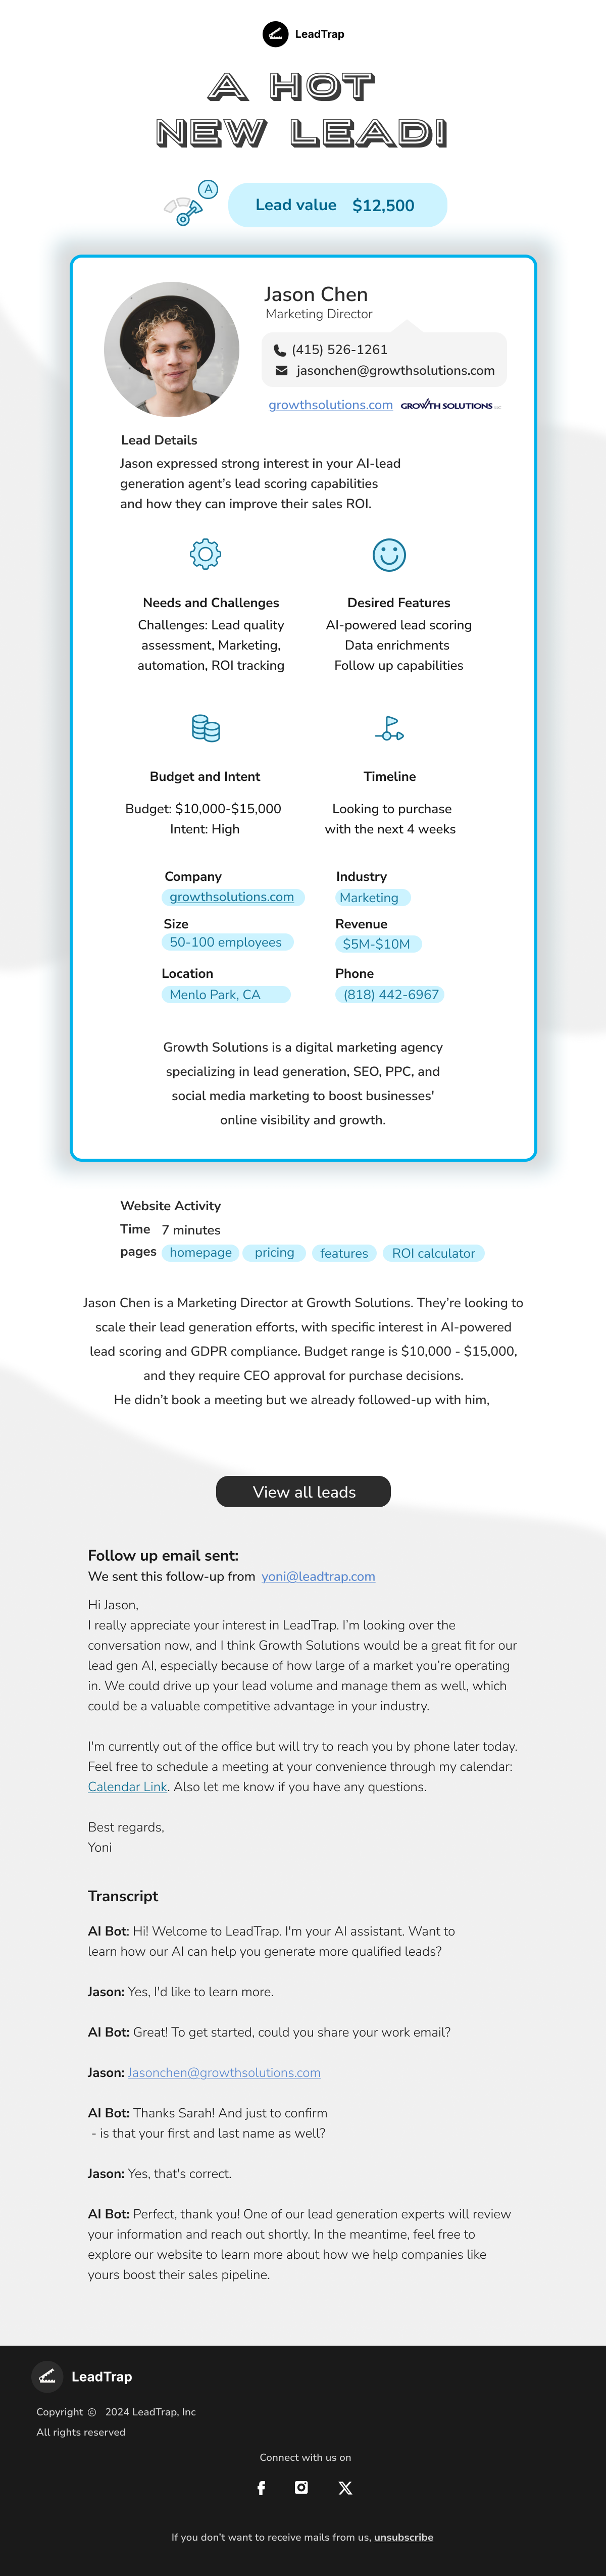 LeadTrap
A HOT
NEW LEAD!
A
Lead value $12,500
Jason Chen
Marketing Director
(415) 526-1261
jasonchen@growthsolutions.com
growthsolutions.com GROWTH SOLUTIONS
Lead Details
Jason expressed strong interest in your AI-lead
generation agent’s lead scoring capabilities
and how they can improve their sales ROI.
Needs and Challenges
Challenges: Lead quality
assessment, Marketing,
automation, ROI tracking
Desired Features
AI-powered lead scoring
Data enrichments
Follow up capabilities
Budget and Intent
Budget: $10,000-$15,000
Intent: High
Timeline
Looking to purchase
with the next 4 weeks
Company
growthsolutions.com
Industry
Marketing
Size
50-100 employees
Revenue
$5M-$10M
Location
Menlo Park, CA
Phone
(818) 442-6967
Growth Solutions is a digital marketing agency
specializing in lead generation, SEO, PPC, and
social media marketing to boost businesses'
online visibility and growth.
Website Activity
Time 7 minutes
pages homepage pricing features ROI calculator
Jason Chen is a Marketing Director at Growth Solutions. They’re looking to
scale their lead generation efforts, with specific interest in AI-powered
lead scoring and GDPR compliance. Budget range is $10,000 - $15,000,
and they require CEO approval for purchase decisions.
He didn’t book a meeting but we already followed-up with him,
View all leads
Follow up email sent:
We sent this follow-up from yoni@leadtrap.com
Hi Jason,
I really appreciate your interest in LeadTrap. I’m looking over the
conversation now, and I think Growth Solutions would be a great fit for our
lead gen AI, especially because of how large of a market you’re operating
in. We could drive up your lead volume and manage them as well, which
could be a valuable competitive advantage in your industry.
I'm currently out of the office but will try to reach you by phone later today.
Feel free to schedule a meeting at your convenience through my calendar:
Calendar Link. Also let me know if you have any questions.
Best regards,
Yoni
Transcript
AI Bot: Hi! Welcome to LeadTrap. I'm your AI assistant. Want to
learn how our AI can help you generate more qualified leads?
Jason: Yes, I'd like to learn more.
AI Bot: Great! To get started, could you share your work email?
Jason: Jasonchen@growthsolutions.com
AI Bot: Thanks Sarah! And just to confirm
- is that your first and last name as well?
Jason: Yes, that's correct.
AI Bot: Perfect, thank you! One of our lead generation experts will review
your information and reach out shortly. In the meantime, feel free to
explore our website to learn more about how we help companies like
yours boost their sales pipeline.
LeadTrap
Copyright © 2024 LeadTrap, Inc
All rights reserved
Connect with us on
If you don’t want to receive mails from us, unsubscribe